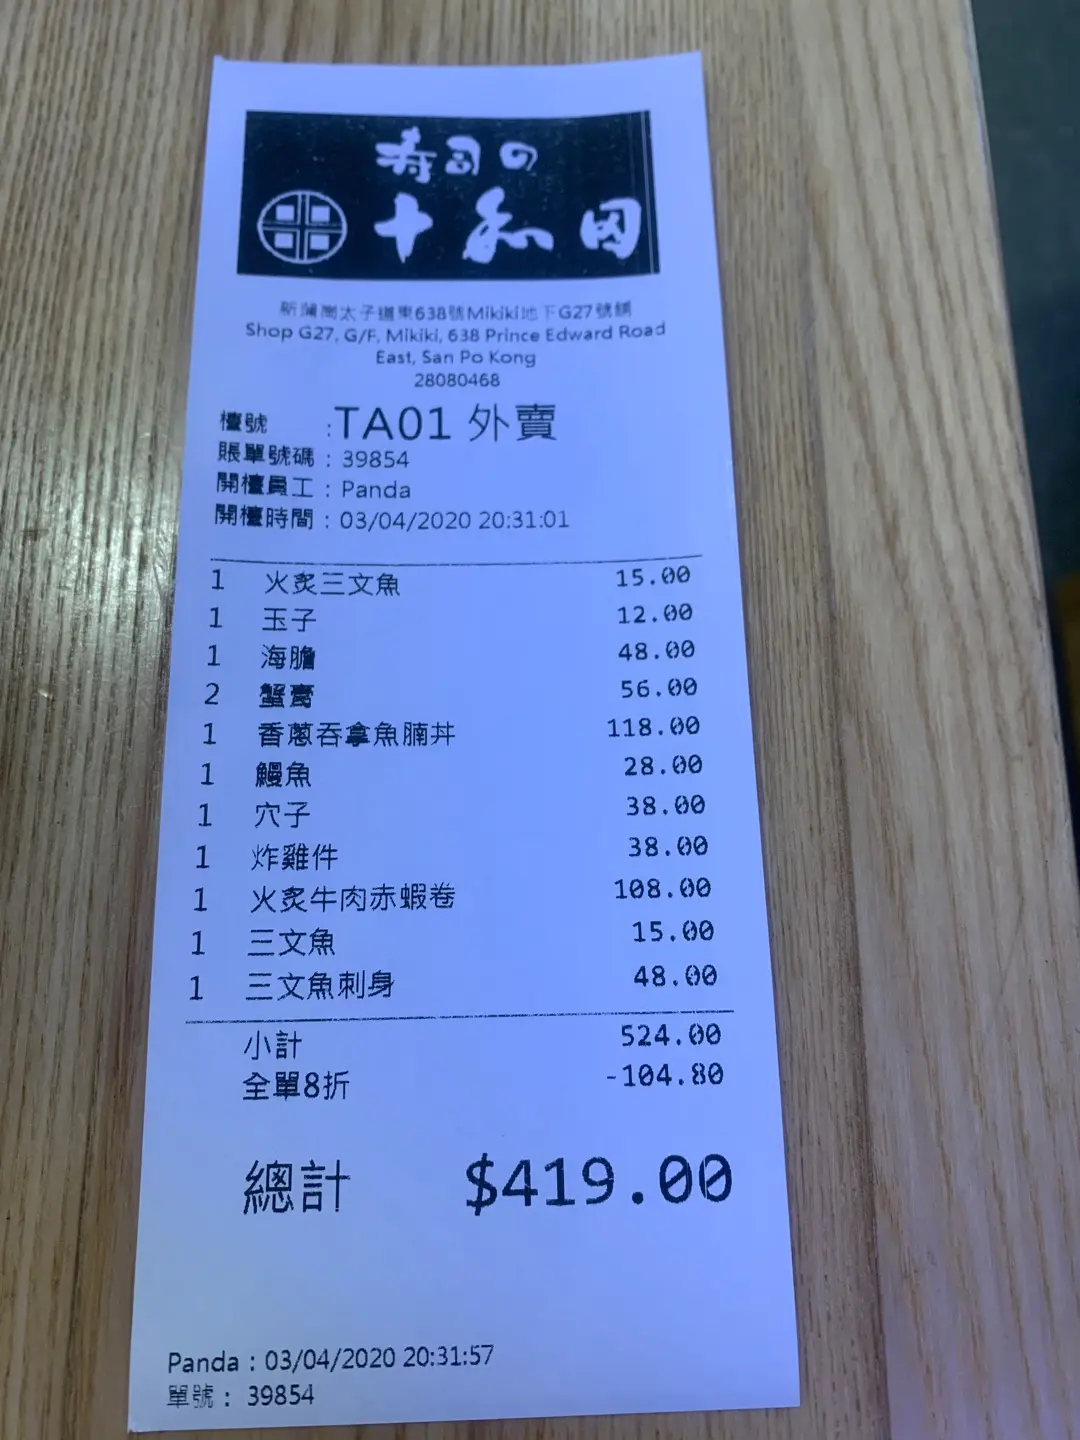 寿司の
十和田
新蒲崗太子道東638號Mikiki地下G27號舖
Shop G27, G/F, Mikiki, 638 Prince Edward Road
East, San Po Kong
28080468
檯號 :TA01 外賣
賬單號碼 : 39854
開檯員工 : Panda
開檯時間 : 03/04/2020 20:31:01
1 火炙三文魚 15.00
1 玉子 12.00
1 海膽 48.00
2 蟹膏 56.00
1 香蔥吞拿魚腩丼 118.00
1 鰻魚 28.00
1 穴子 38.00
1 炸雞件 38.00
1 火炙牛肉赤蝦卷 108.00
1 三文魚 15.00
1 三文魚刺身 48.00
小計 524.00
全單8折 -104.80
總計 $419.00
Panda : 03/04/2020 20:31:57
單號 : 39854